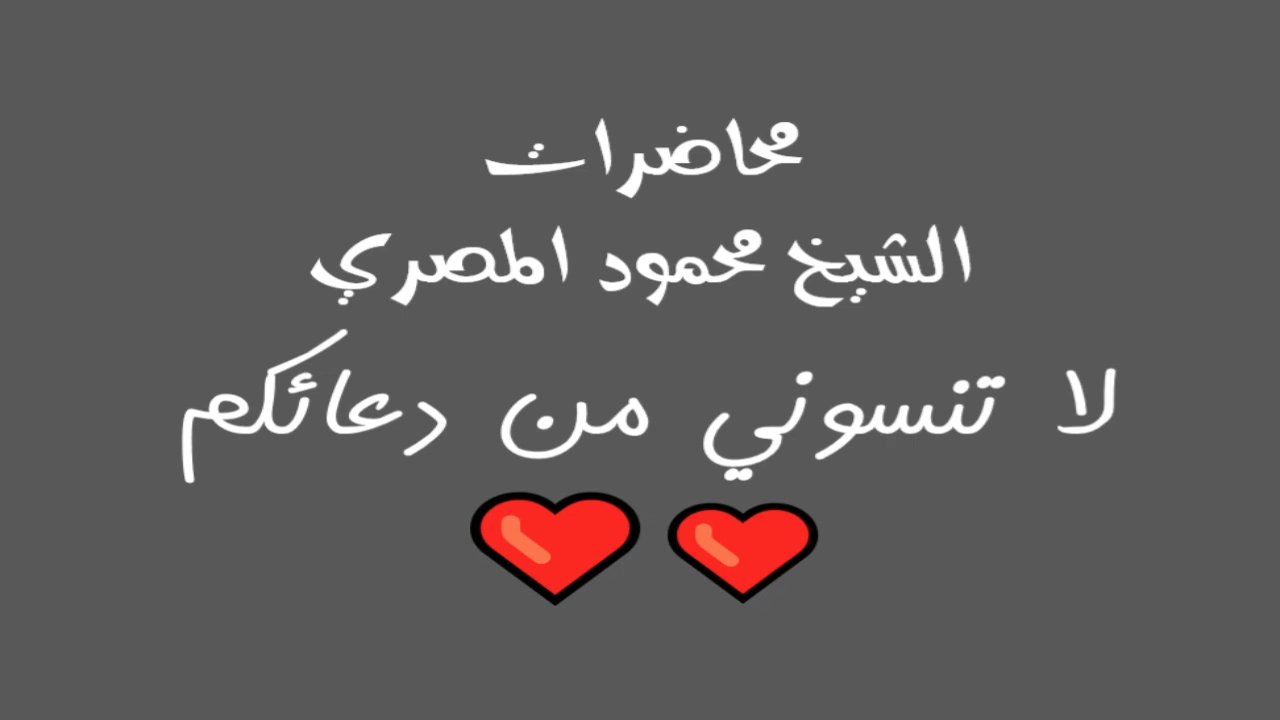 محاضرات
الشيخ محمود المصري
لا تنسوني من دعائكم